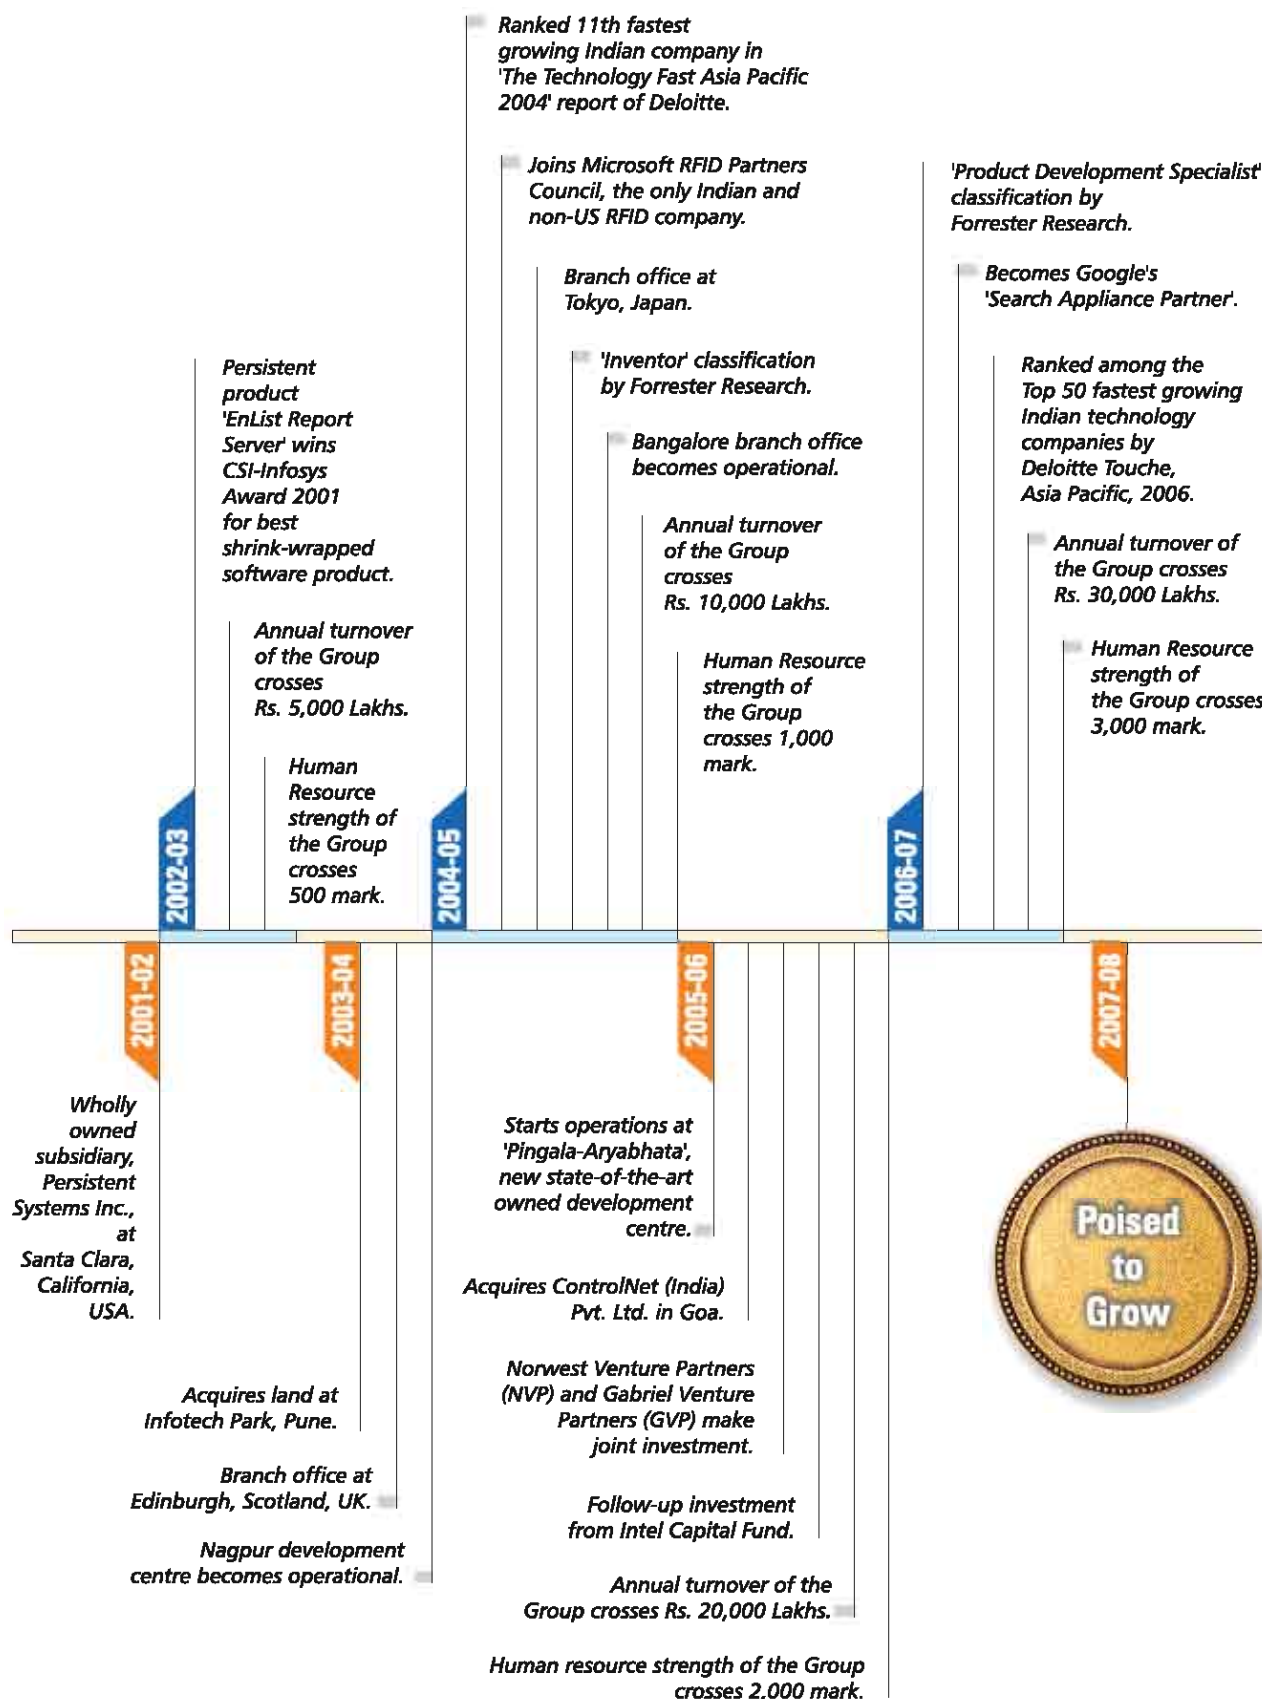 Ranked 11th fastest
growing Indian company in
'The Technology Fast Asia Pacific
2004' report of Deloitte.
Joins Microsoft RFID Partners
Council, the only Indian and
non-US RFID company.
'Product Development Specialist'
classification by
Forrester Research.
Branch office at
Tokyo, Japan.
Becomes Google's
'Search Appliance Partner'.
'Inventor' classification
by Forrester Research.
Persistent
product
'EnList Report
Server' wins
CSI-Infosys
Award 2001
for best
shrink-wrapped
software product.
Ranked among the
Top 50 fastest growing
Indian technology
companies by
Deloitte Touche,
Asia Pacific, 2006.
Bangalore branch office
becomes operational.
Annual turnover
of the Group
crosses
Rs. 10,000 Lakhs.
Annual turnover of
the Group crosses
Rs. 30,000 Lakhs.
Annual turnover
of the Group
crosses
Rs. 5,000 Lakhs.
Human Resource
strength of
the Group
crosses 1,000
mark.
Human Resource
strength of
the Group crosses
3,000 mark.
Human
Resource
strength of
the Group
crosses
500 mark.
2002-03
2004-05
2006-07
2001-02
2003-04
2005-06
2007-08
Wholly
owned
subsidiary,
Persistent
Systems Inc.,
at
Santa Clara,
California,
USA.
Starts operations at
'Pingala-Aryabhata',
new state-of-the-art
owned development
centre.
Poised
to
Grow
Acquires ControlNet (India)
Pvt. Ltd. in Goa.
Acquires land at
Infotech Park, Pune.
Norwest Venture Partners
(NVP) and Gabriel Venture
Partners (GVP) make
joint investment.
Branch office at
Edinburgh, Scotland, UK.
Follow-up investment
from Intel Capital Fund.
Nagpur development
centre becomes operational.
Annual turnover of the
Group crosses Rs. 20,000 Lakhs.
Human resource strength of the Group
crosses 2,000 mark.